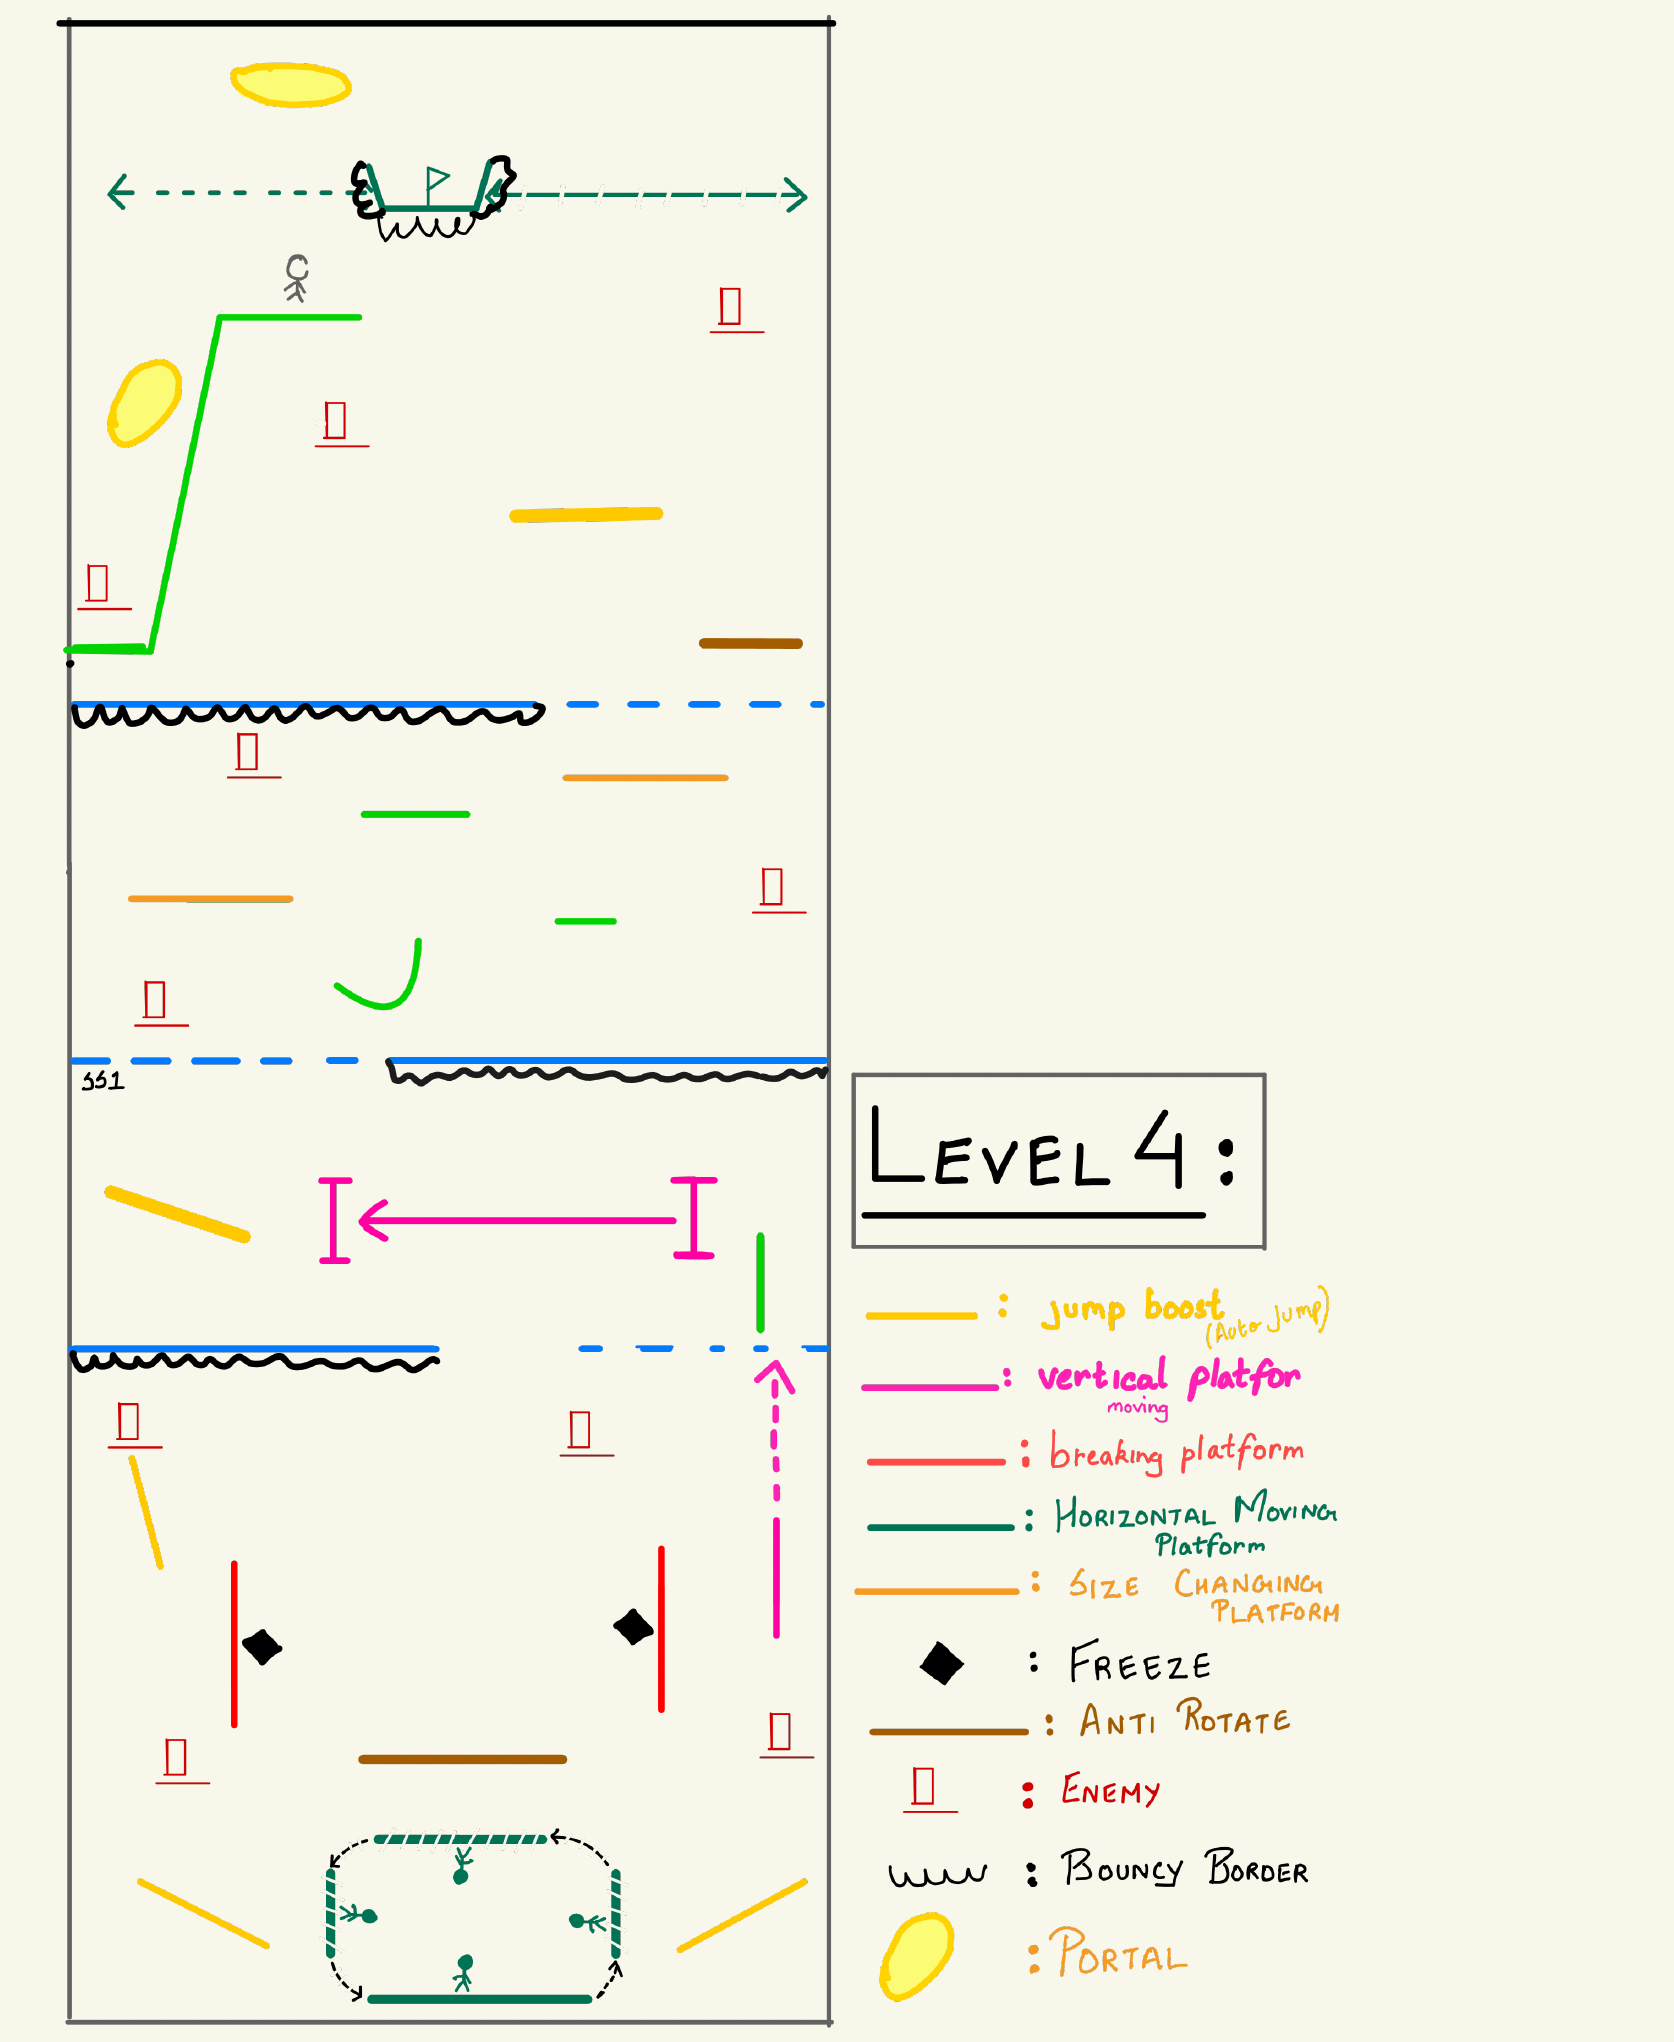 551
LEVEL 4 :
: jump boost
(Auto Jump)
: vertical platfor
moving
: breaking platform
: HORIZONTAL MOVING
Platform
: SIZE CHANGING
PLATFORM
: FREEZE
: ANTI ROTATE
: ENEMY
: BOUNCY BORDER
: PORTAL